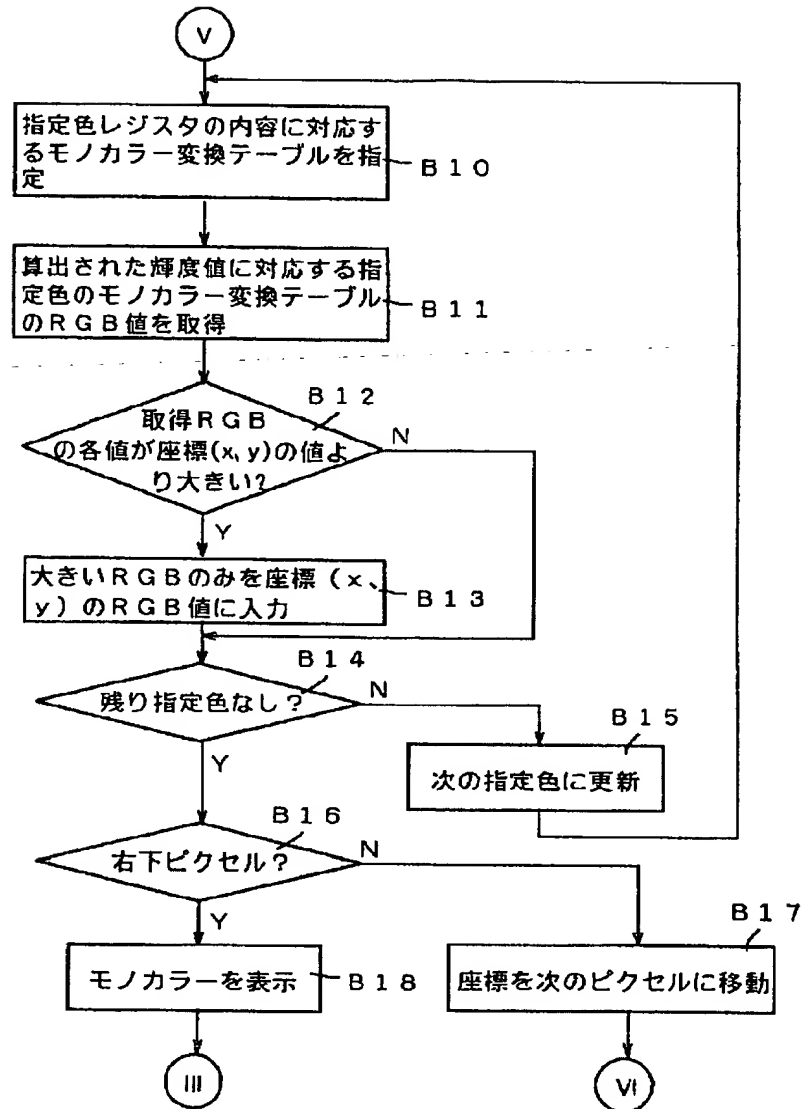 V
指定色レジスタの内容に対応す
るモノカラー変換テーブルを指
定
B10
算出された輝度値に対応する指
定色のモノカラー変換テーブル
のRGB値を取得
B11
B12
取得RGB
の各値が座標(x,y)の値よ
り大きい?
N
Y
大きいRGBのみを座標(x、
y)のRGB値に入力
B13
B14
残り指定色なし?
N
Y
B15
次の指定色に更新
B16
右下ピクセル?
N
Y
B17
モノカラーを表示
B18
座標を次のピクセルに移動
III
VI